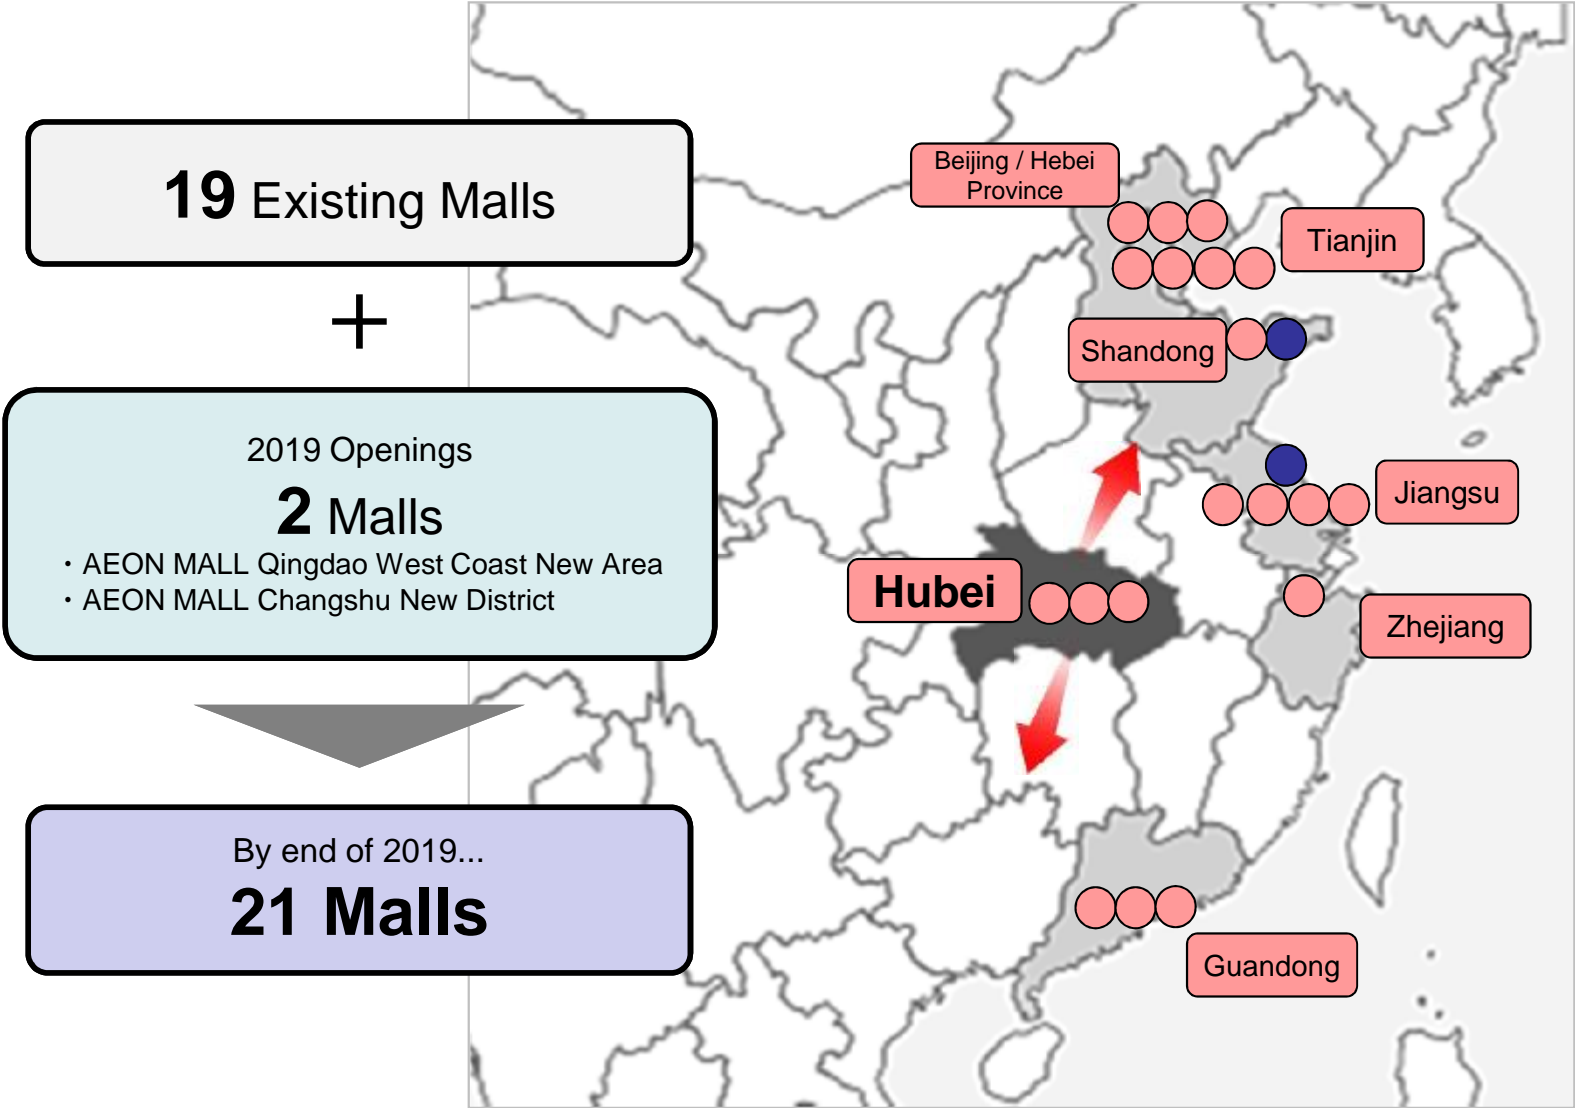 19 Existing Malls
+
2019 Openings
2 Malls
・AEON MALL Qingdao West Coast New Area
・AEON MALL Changshu New District
By end of 2019...
21 Malls
Beijing / Hebei
Province
Tianjin
Shandong
Jiangsu
Hubei
Zhejiang
Guandong